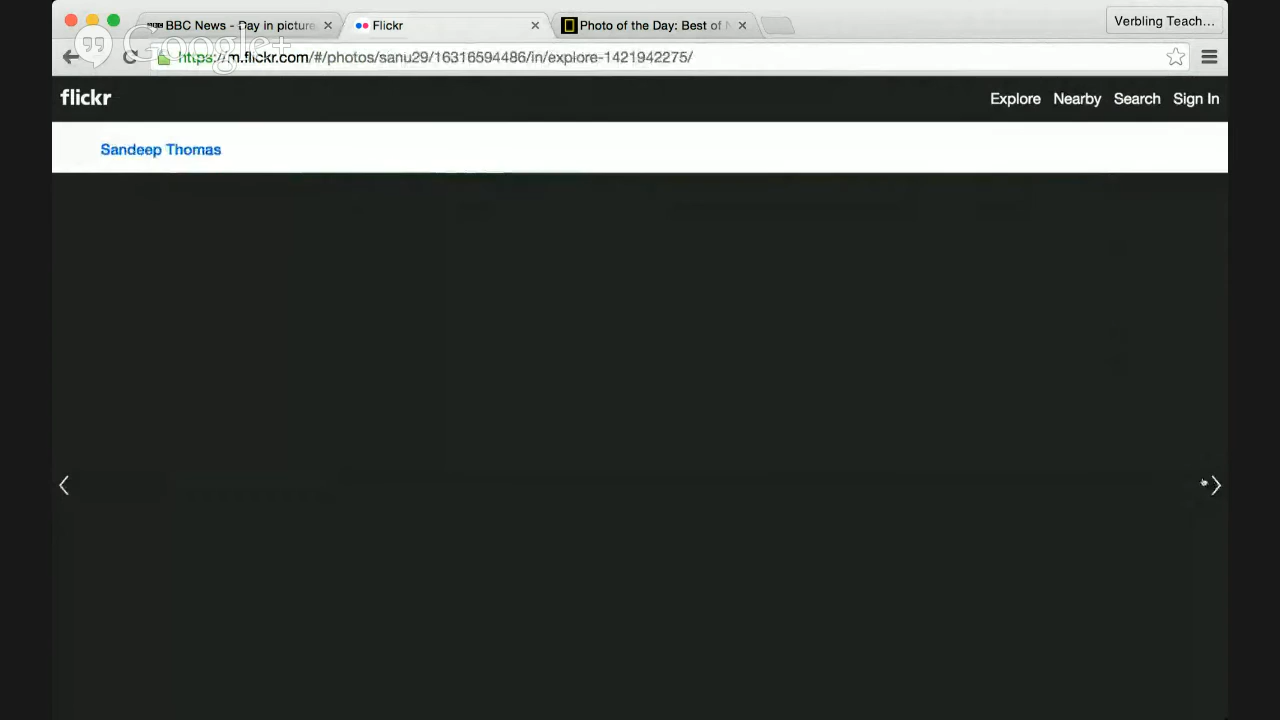 BBC News - Day in picture
Flickr
Photo of the Day: Best of
Verbling Teach...
Google+
https://m.flickr.com/#/photos/sanu29/16316594486/in/explore-1421942275/
flickr
Explore Nearby Search Sign In
Sandeep Thomas